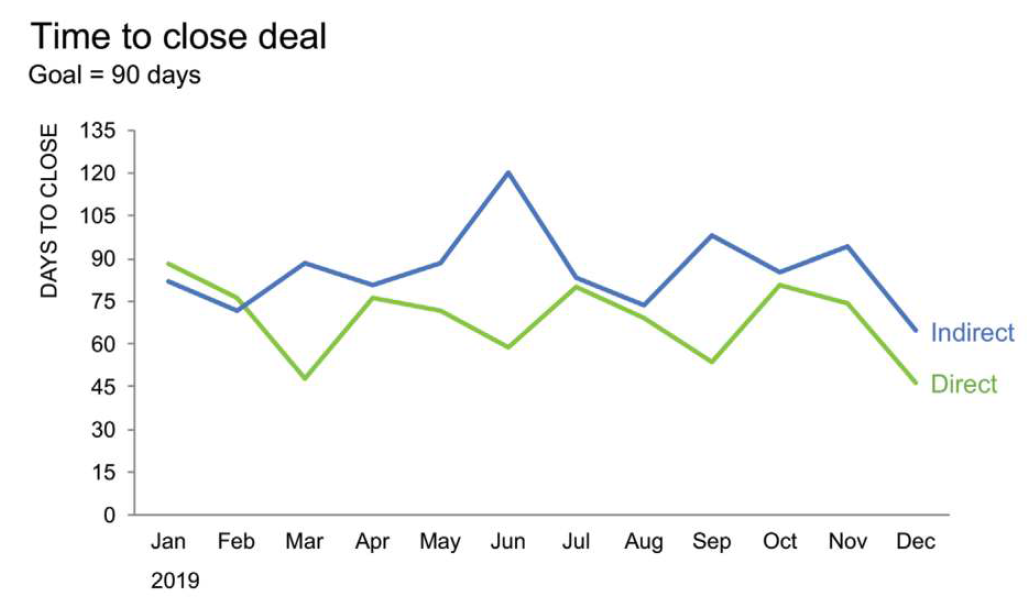 Time to close deal
Goal = 90 days
DAYS TO CLOSE
135
120
105
90
75
60
45
30
15
0
Indirect
Direct
Jan Feb Mar Apr May Jun Jul Aug Sep Oct Nov Dec
2019